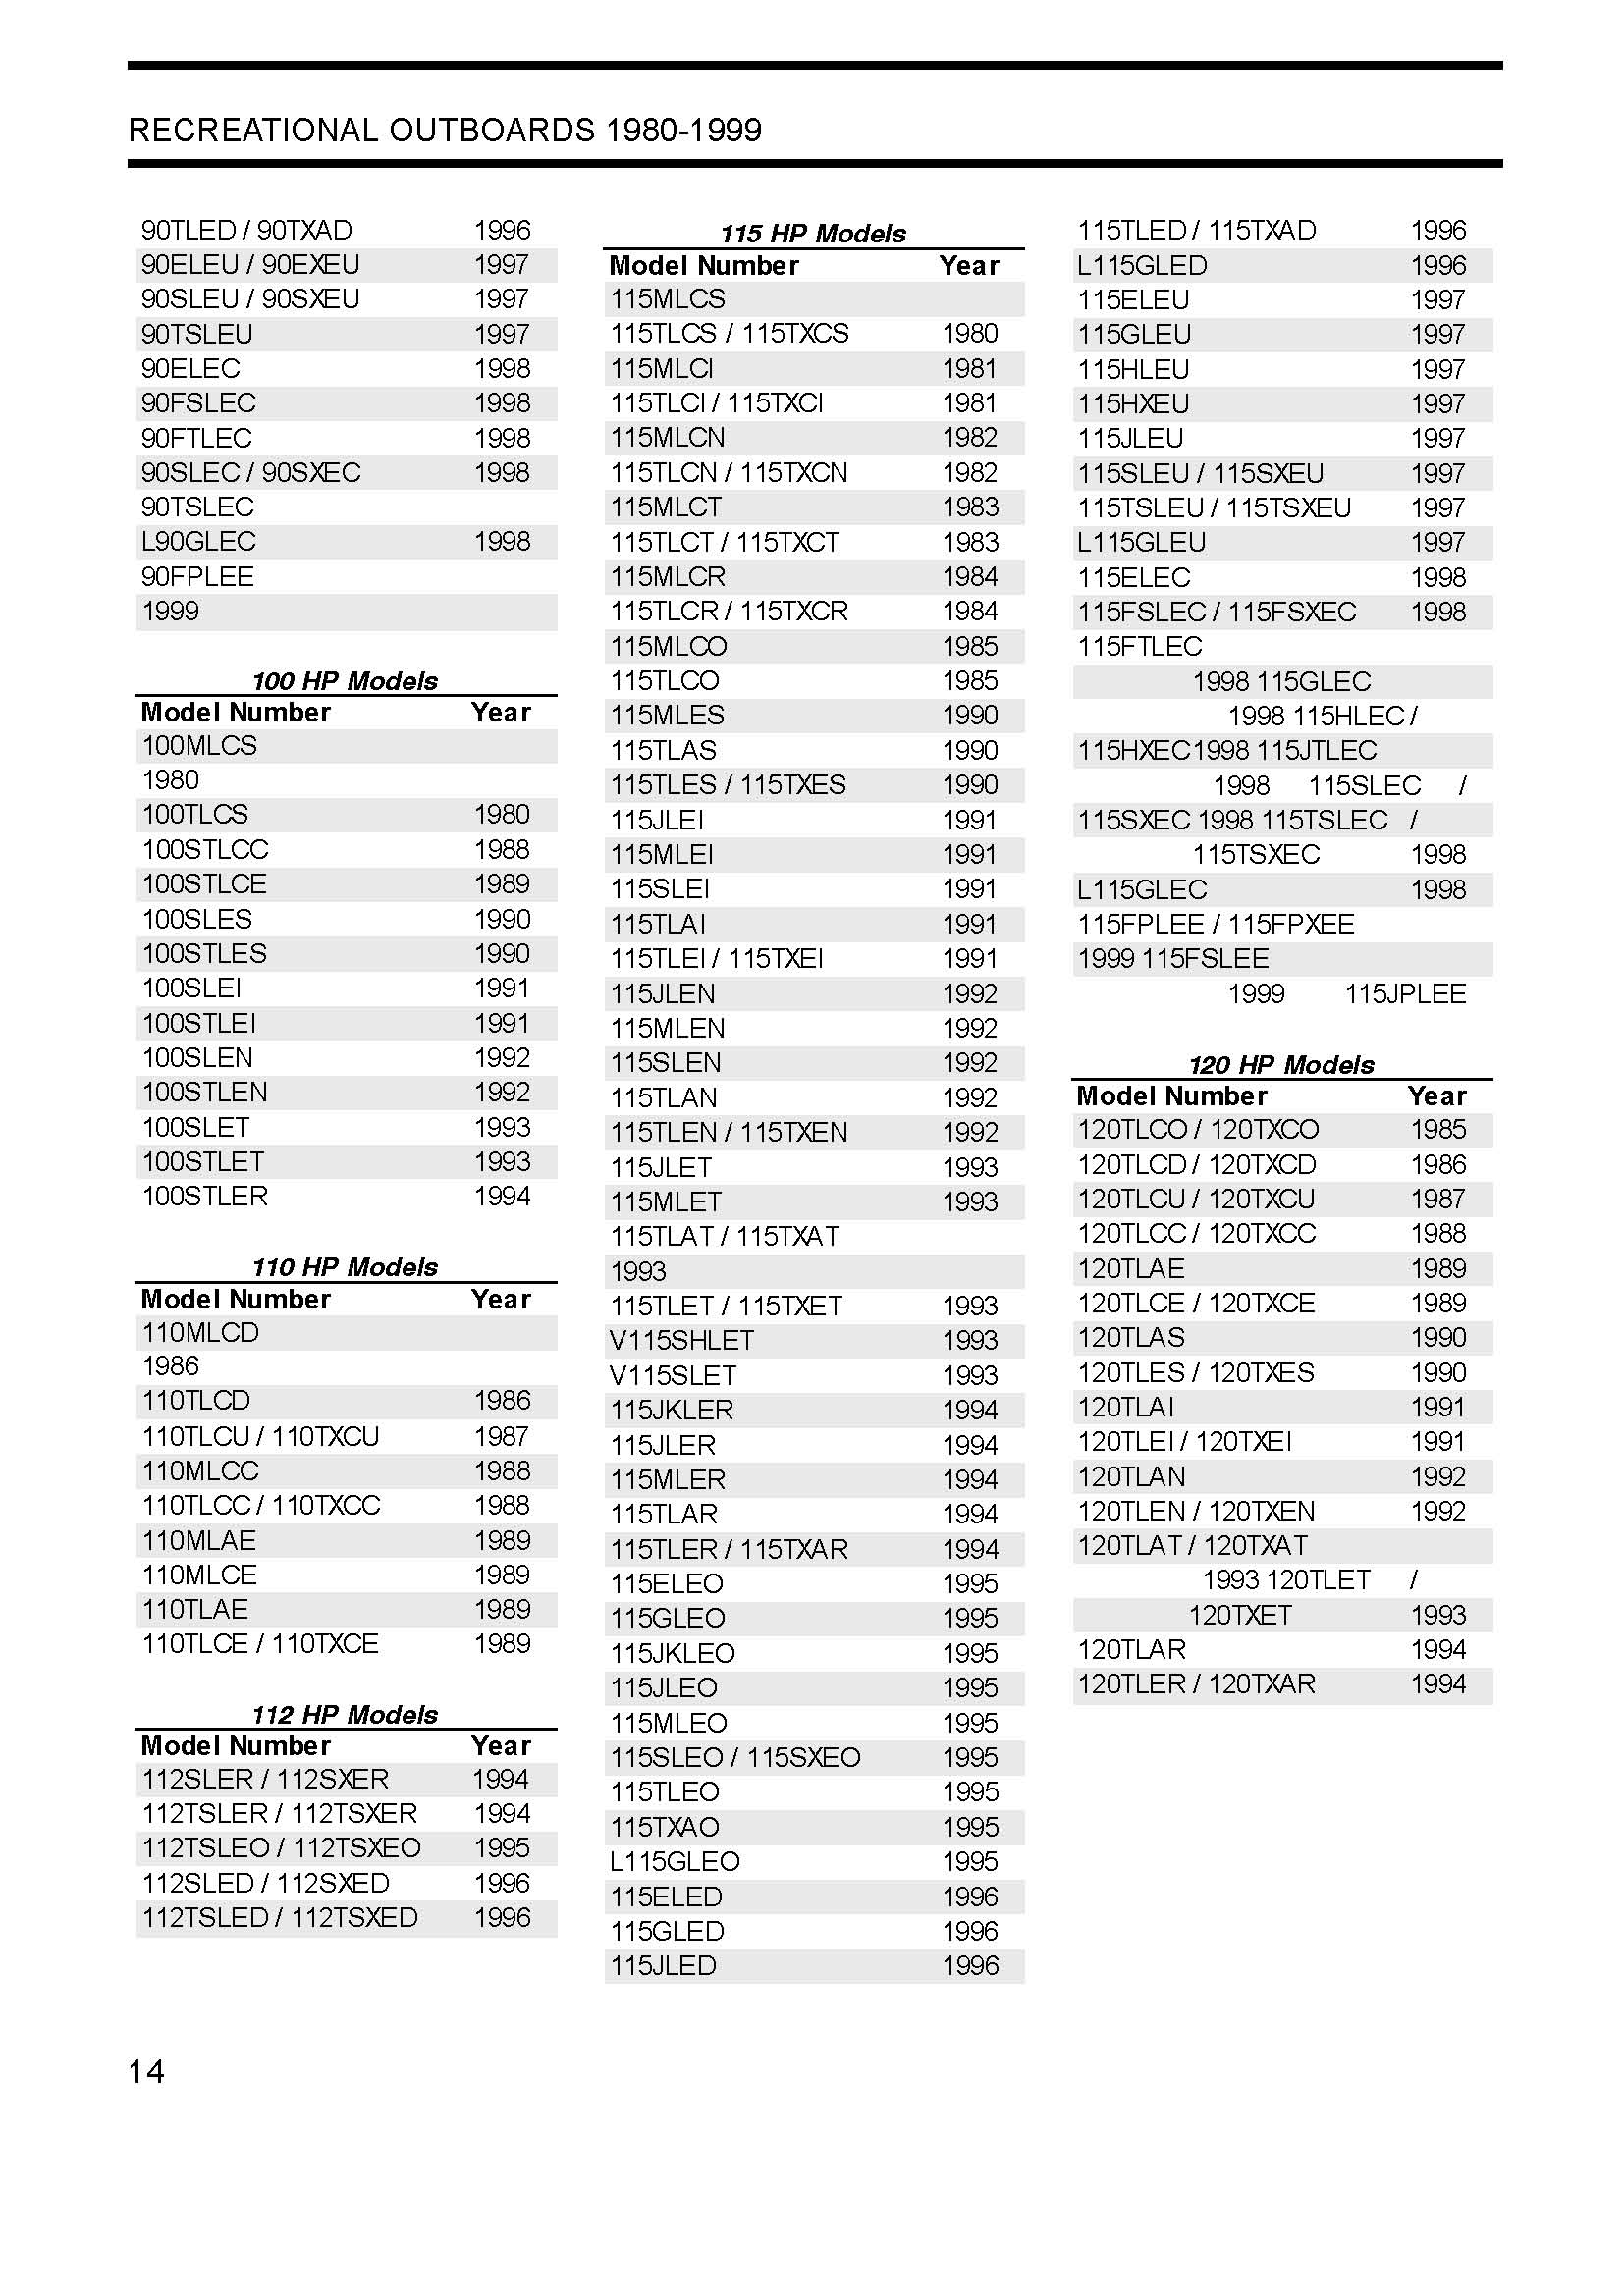 RECREATIONAL OUTBOARDS 1980-1999
90TLED / 90TXAD 1996
90ELEU / 90EXEU 1997
90SLEU / 90SXEU 1997
90TSLEU 1997
90ELEC 1998
90FSLEC 1998
90FTLEC 1998
90SLEC / 90SXEC 1998
90TSLEC
L90GLEC 1998
90FPLEE
1999
100 HP Models
Model Number Year
100MLCS
1980
100TLCS 1980
100STLCC 1988
100STLCE 1989
100SLES 1990
100STLES 1990
100SLEI 1991
100STLEI 1991
100SLEN 1992
100STLEN 1992
100SLET 1993
100STLET 1993
100STLER 1994
110 HP Models
Model Number Year
110MLCD
1986
110TLCD 1986
110TLCU / 110TXCU 1987
110MLCC 1988
110TLCC / 110TXCC 1988
110MLAE 1989
110MLCE 1989
110TLAE 1989
110TLCE / 110TXCE 1989
112 HP Models
Model Number Year
112SLER / 112SXER 1994
112TSLER / 112TSXER 1994
112TSLEO / 112TSXEO 1995
112SLED / 112SXED 1996
112TSLED / 112TSXED 1996
115 HP Models
Model Number Year
115MLCS
115TLCS / 115TXCS 1980
115MLCI 1981
115TLCI / 115TXCI 1981
115MLCN 1982
115TLCN / 115TXCN 1982
115MLCT 1983
115TLCT / 115TXCT 1983
115MLCR 1984
115TLCR / 115TXCR 1984
115MLCO 1985
115TLCO 1985
115MLES 1990
115TLAS 1990
115TLES / 115TXES 1990
115JLEI 1991
115MLEI 1991
115SLEI 1991
115TLAI 1991
115TLEI / 115TXEI 1991
115JLEN 1992
115MLEN 1992
115SLEN 1992
115TLAN 1992
115TLEN / 115TXEN 1992
115JLET 1993
115MLET 1993
115TLAT / 115TXAT
1993
115TLET / 115TXET 1993
V115SHLET 1993
V115SLET 1993
115JKLER 1994
115JLER 1994
115MLER 1994
115TLAR 1994
115TLER / 115TXAR 1994
115ELEO 1995
115GLEO 1995
115JKLEO 1995
115JLEO 1995
115MLEO 1995
115SLEO / 115SXEO 1995
115TLEO 1995
115TXAO 1995
L115GLEO 1995
115ELED 1996
115GLED 1996
115JLED 1996
115TLED / 115TXAD 1996
L115GLED 1996
115ELEU 1997
115GLEU 1997
115HLEU 1997
115HXEU 1997
115JLEU 1997
115SLEU / 115SXEU 1997
115TSLEU / 115TSXEU 1997
L115GLEU 1997
115ELEC 1998
115FSLEC / 115FSXEC 1998
115FTLEC
1998 115GLEC
1998 115HLEC /
115HXEC1998 115JTLEC
1998 115SLEC /
115SXEC 1998 115TSLEC /
115TSXEC 1998
L115GLEC 1998
115FPLEE / 115FPXEE
1999 115FSLEE
1999 115JPLEE
120 HP Models
Model Number Year
120TLCO / 120TXCO 1985
120TLCD / 120TXCD 1986
120TLCU / 120TXCU 1987
120TLCC / 120TXCC 1988
120TLAE 1989
120TLCE / 120TXCE 1989
120TLAS 1990
120TLES / 120TXES 1990
120TLAI 1991
120TLEI / 120TXEI 1991
120TLAN 1992
120TLEN / 120TXEN 1992
120TLAT / 120TXAT
1993 120TLET /
120TXET 1993
120TLAR 1994
120TLER / 120TXAR 1994
14